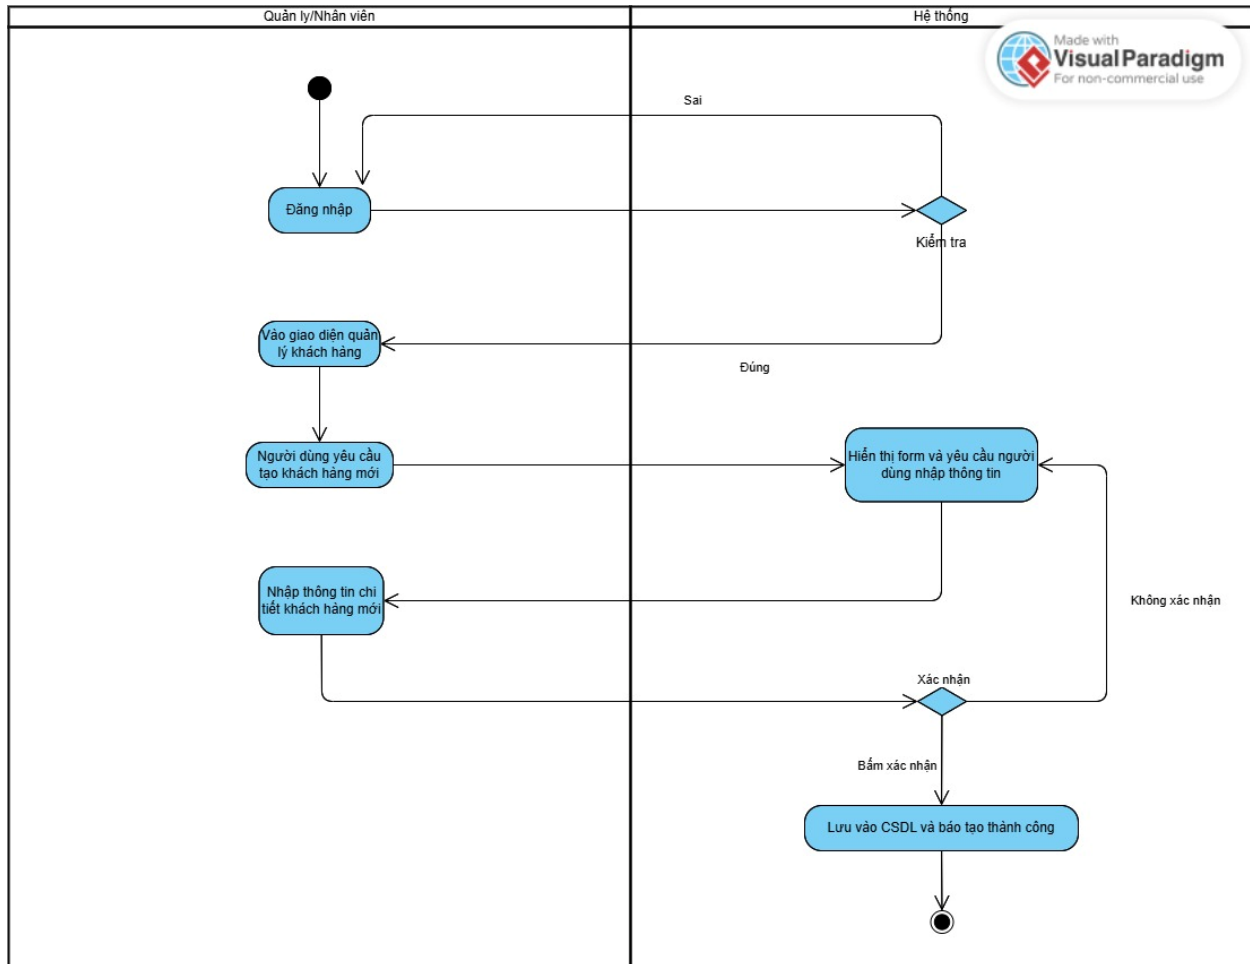 Quản ly/Nhân viên
Hệ thống
Made with
Visual Paradigm
For non-commercial use
Sai
Đăng nhập
Kiểm tra
Vào giao diện quản
lý khách hàng
Đúng
Người dùng yêu cầu
tạo khách hàng mới
Hiển thị form và yêu cầu người
dùng nhập thông tin
Nhập thông tin chi
tiết khách hàng mới
Không xác nhận
Xác nhận
Bấm xác nhận
Lưu vào CSDL và báo tạo thành công